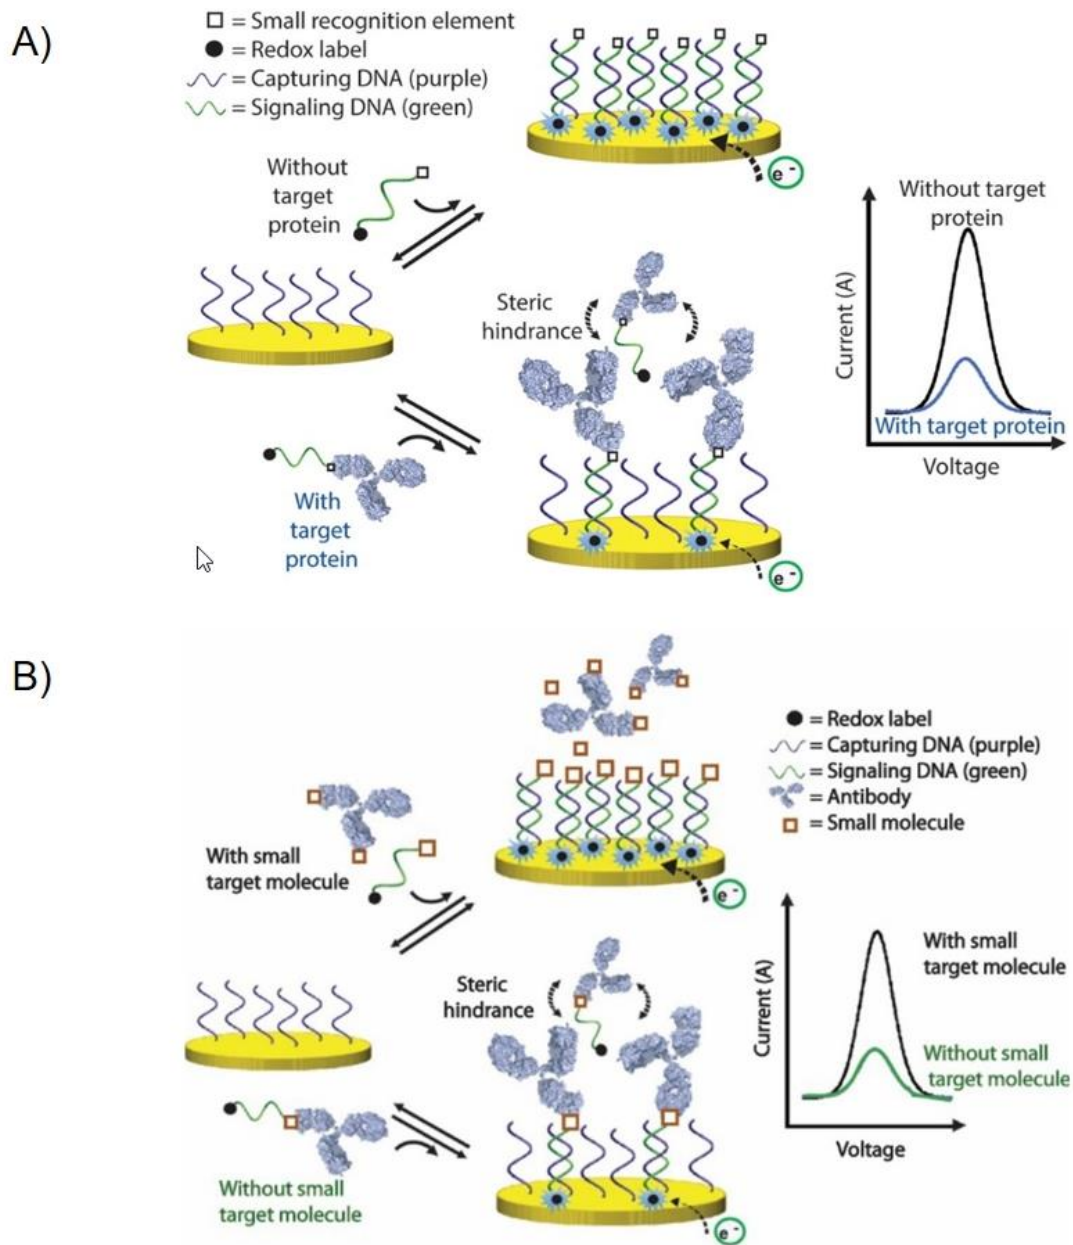 A)
= Small recognition element
= Redox label
= Capturing DNA (purple)
= Signaling DNA (green)
Without
target
protein
e⁻
Steric
hindrance
With
target
protein
e⁻
Current (A)
Without target
protein
With target protein
Voltage
B)
With small
target molecule
e⁻
= Redox label
= Capturing DNA (purple)
= Signaling DNA (green)
= Antibody
= Small molecule
Steric
hindrance
Without small
target molecule
e⁻
Current (A)
With small
target molecule
Without small
target molecule
Voltage